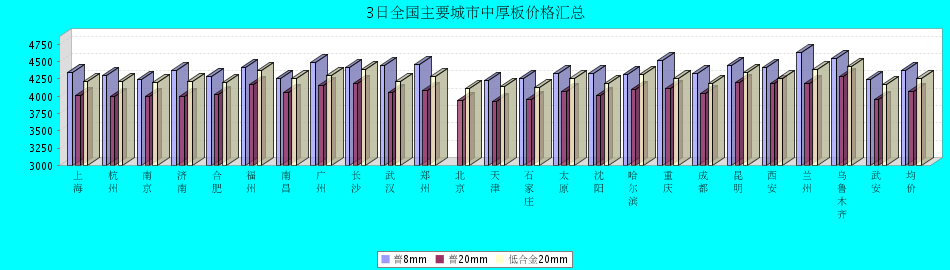 3日全国主要城市中厚板价格汇总
4750
4500
4250
4000
3750
3500
3250
3000
上海
杭州
南京
济南
合肥
福州
南昌
广州
长沙
武汉
郑州
北京
天津
石家庄
太原
沈阳
哈尔滨
重庆
成都
昆明
西安
兰州
乌鲁木齐
武安
均价
普8mm
普20mm
低合金20mm